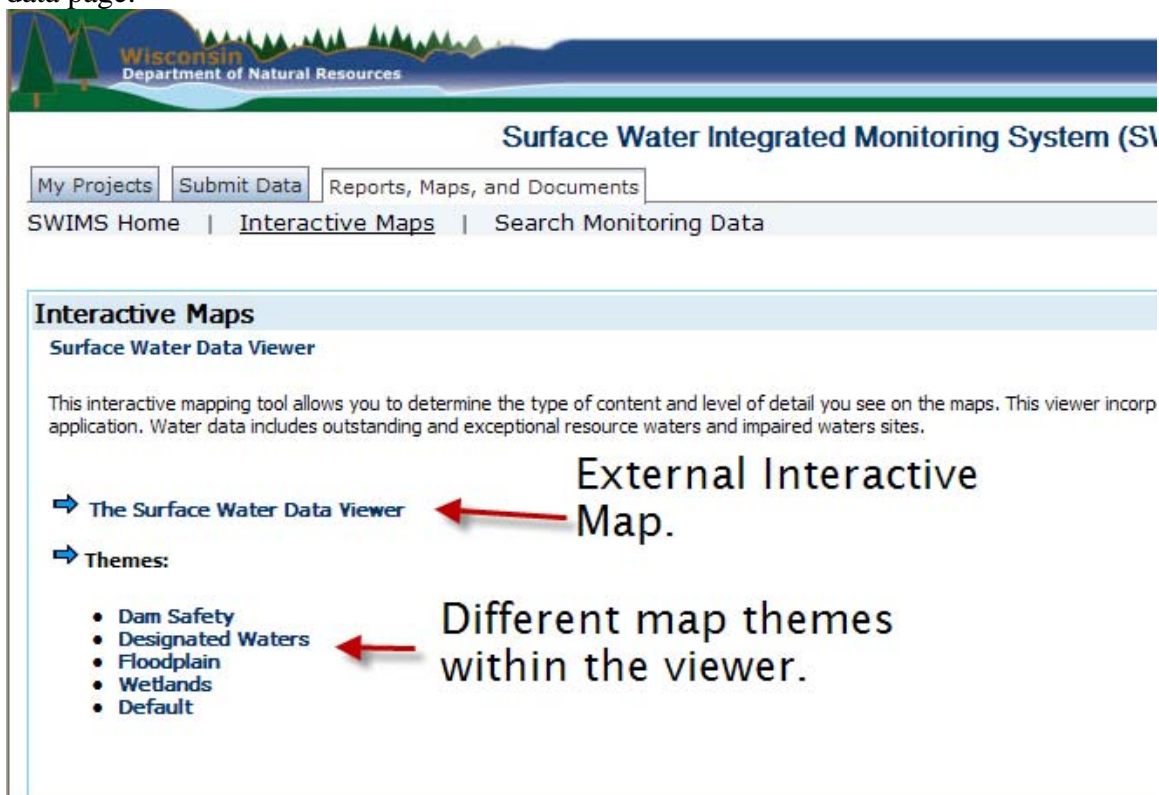 data page.
Wisconsin
Department of Natural Resources
Surface Water Integrated Monitoring System (SW
My Projects Submit Data Reports, Maps, and Documents
SWIMS Home | Interactive Maps | Search Monitoring Data
Interactive Maps
Surface Water Data Viewer
This interactive mapping tool allows you to determine the type of content and level of detail you see on the maps. This viewer incorp
application. Water data includes outstanding and exceptional resource waters and impaired waters sites.
External Interactive
Map.
The Surface Water Data Viewer
Themes:
Different map themes
within the viewer.
• Dam Safety
• Designated Waters
• Floodplain
• Wetlands
• Default